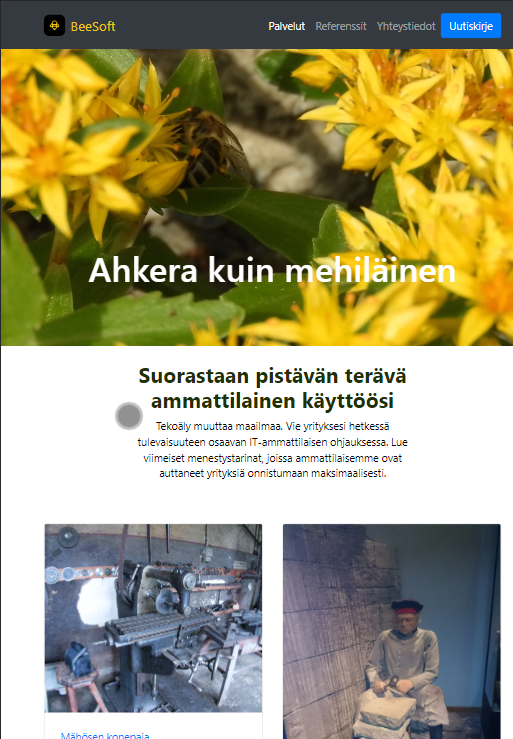 BeeSoft
Palvelut Referenssit Yhteystiedot Uutiskirje
Ahkera kuin mehiläinen
Suorastaan pistävän terävä
ammattilainen käyttöösi
Tekoäly muuttaa maailmaa. Vie yrityksesi hetkessä
tulevaisuuteen osaavan IT-ammattilaisen ohjauksessa. Lue
viimeiset menestystarinat, joissa ammattilaisemme ovat
auttaneet yrityksiä onnistumaan maksimaalisesti.
Mähösen konepaja